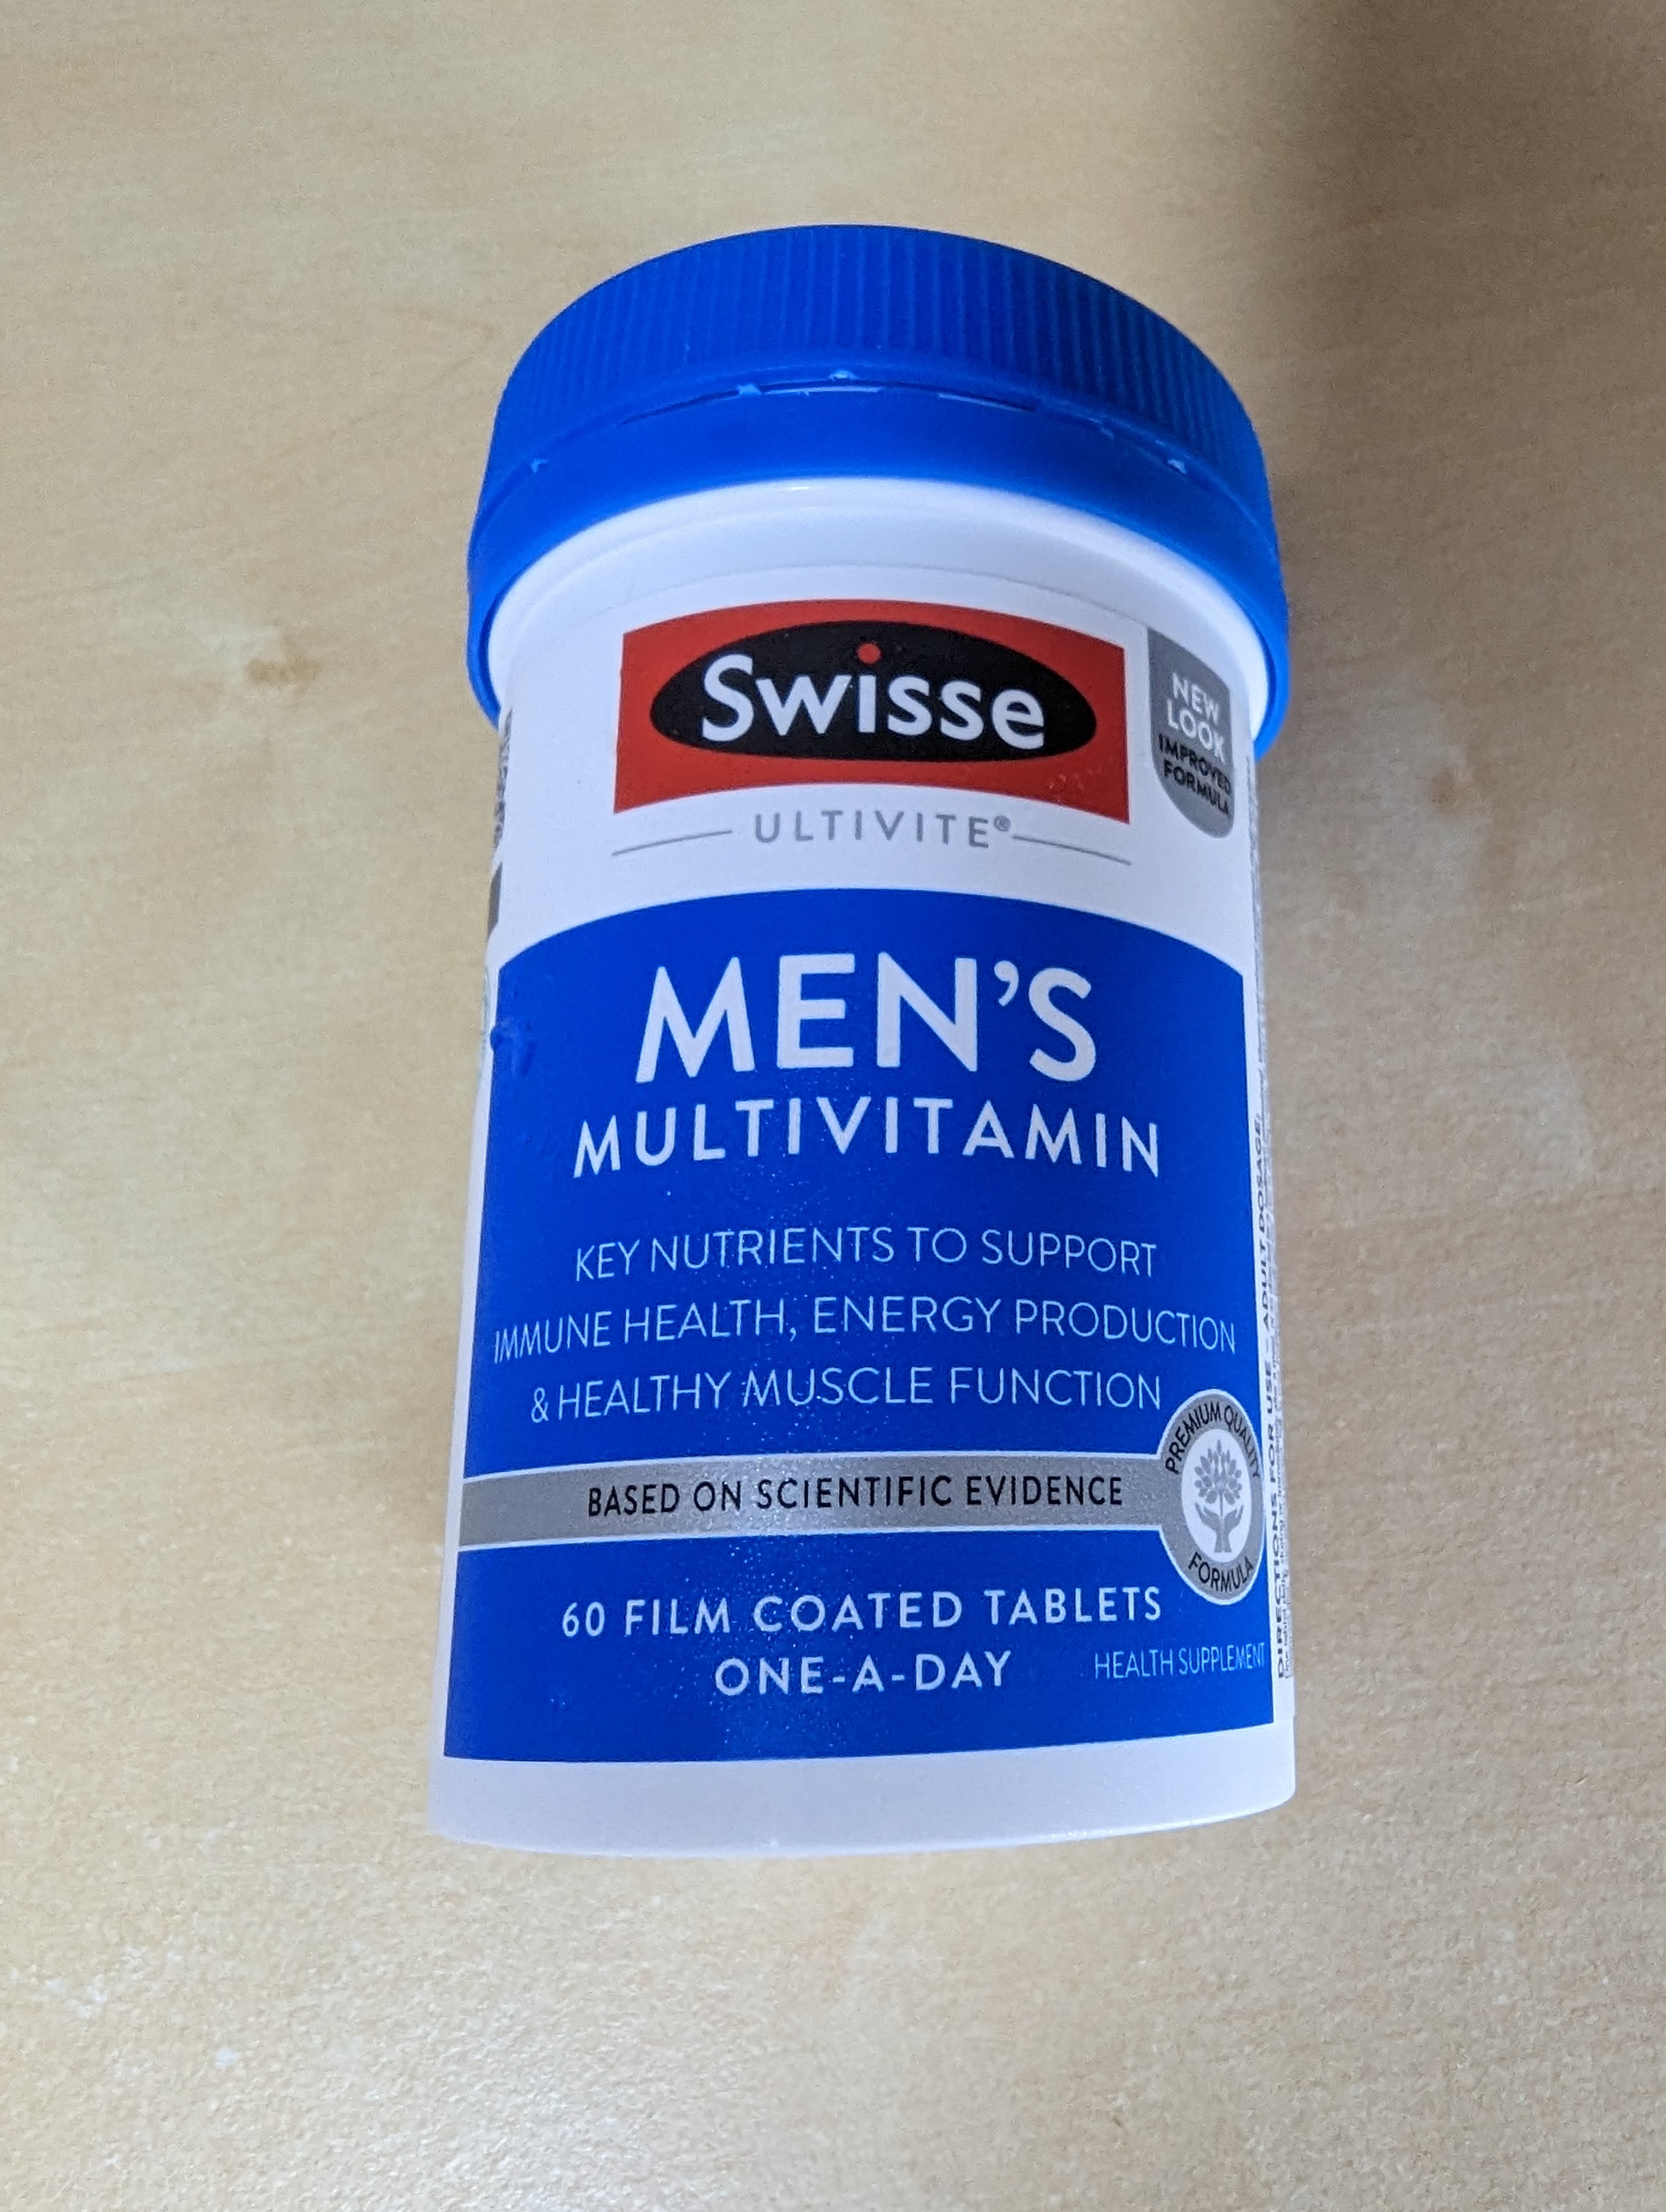 Swisse
NEW
LOOK
IMPROVED
FORMULA
ULTIVITE®
MEN'S
MULTIVITAMIN
KEY NUTRIENTS TO SUPPORT
IMMUNE HEALTH, ENERGY PRODUCTION
& HEALTHY MUSCLE FUNCTION
BASED ON SCIENTIFIC EVIDENCE
PREMIUM QUALITY
FORMULA
60 FILM COATED TABLETS
ONE-A-DAY
HEALTH SUPPLEMENT
DIRECTIONS FOR USE - ADULT DOSAGE